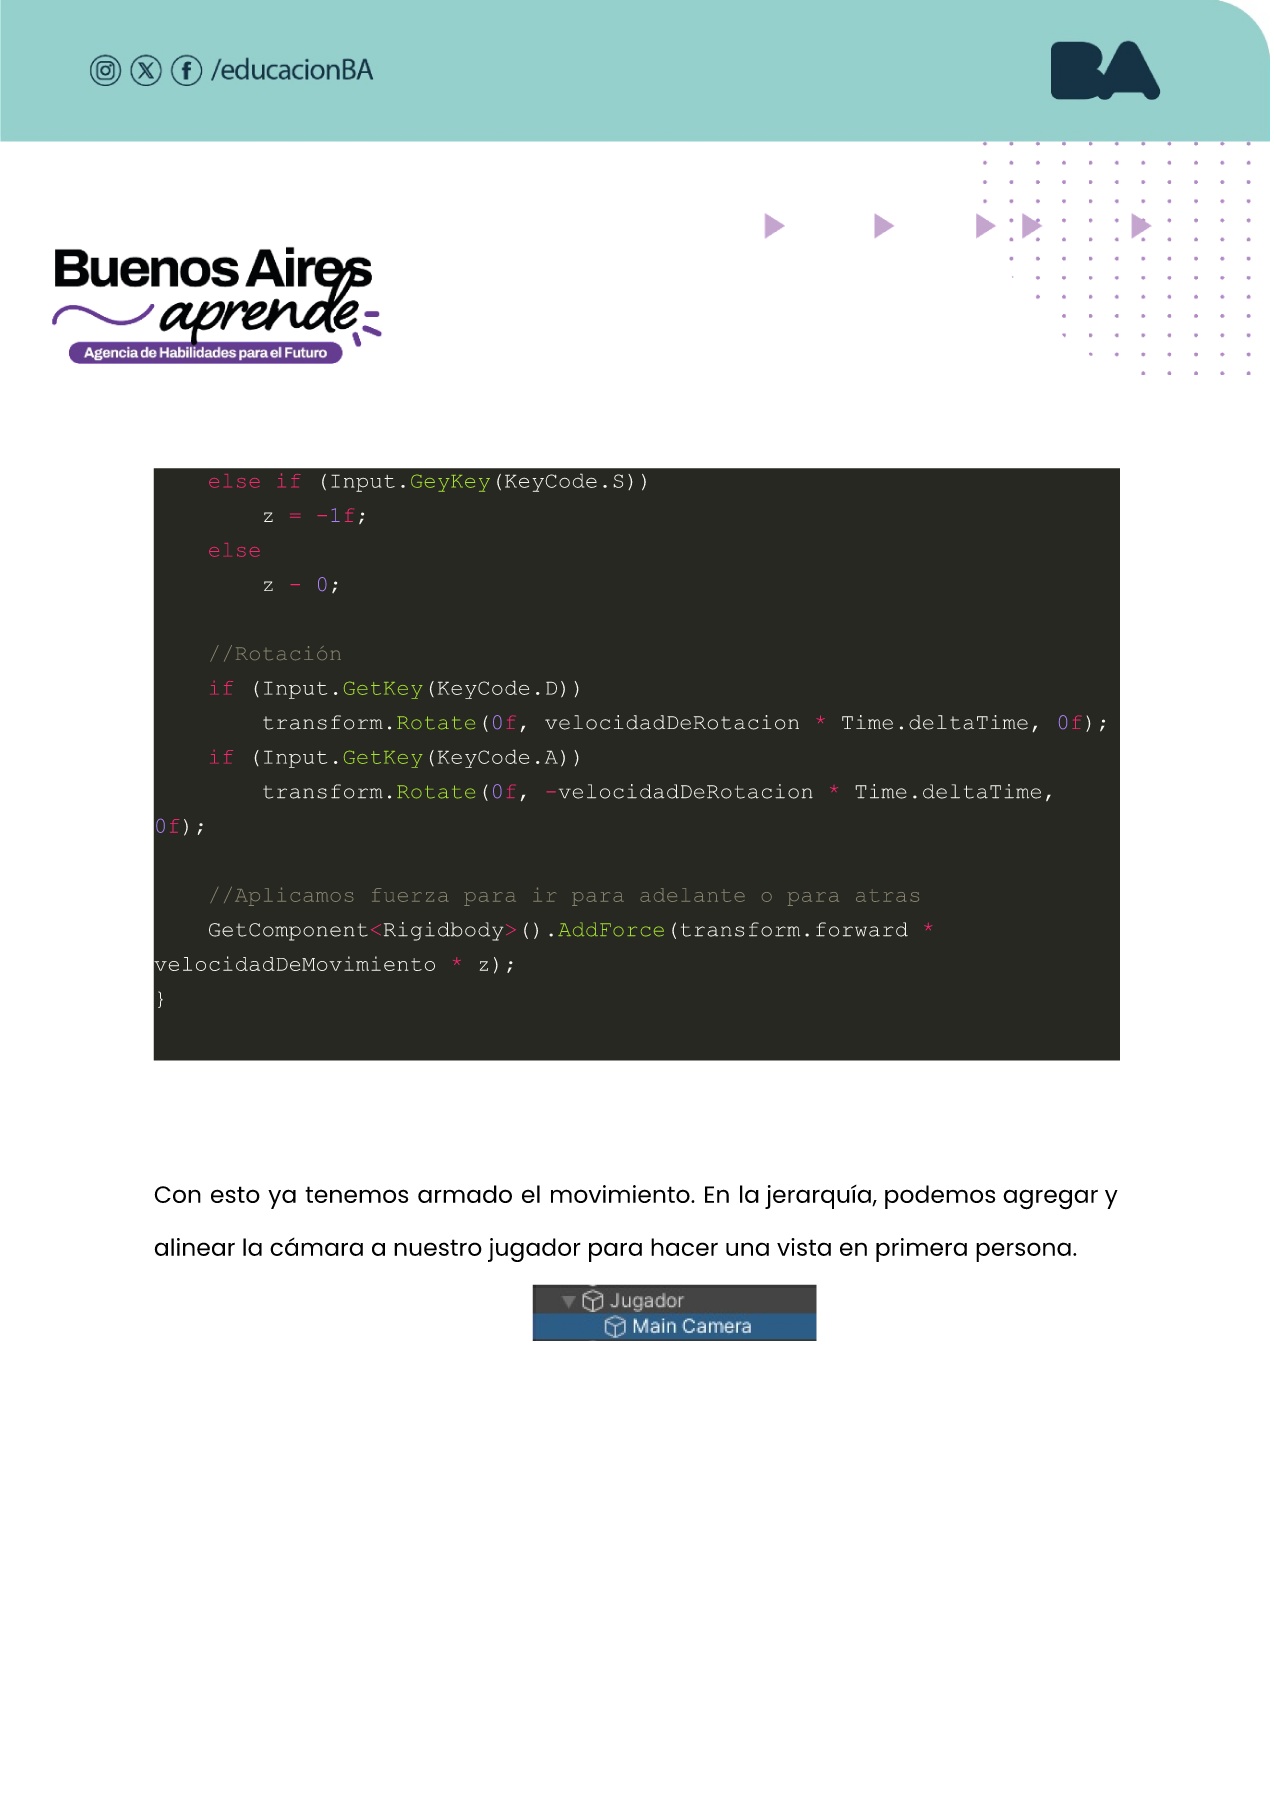 /educacionBA
BA
Buenos Aires
aprende
Agencia de Habilidades para el Futuro
else if (Input.GeyKey(KeyCode.S))
z = -1f;
else
z - 0;
//Rotación
if (Input.GetKey(KeyCode.D))
transform.Rotate(0f, velocidadDeRotacion * Time.deltaTime, 0f);
if (Input.GetKey(KeyCode.A))
transform.Rotate(0f, -velocidadDeRotacion * Time.deltaTime,
0f);
//Aplicamos fuerza para ir para adelante o para atras
GetComponent<Rigidbody>().AddForce(transform.forward *
velocidadDeMovimiento * z);
}
Con esto ya tenemos armado el movimiento. En la jerarquía, podemos agregar y
alinear la cámara a nuestro jugador para hacer una vista en primera persona.
Jugador
Main Camera